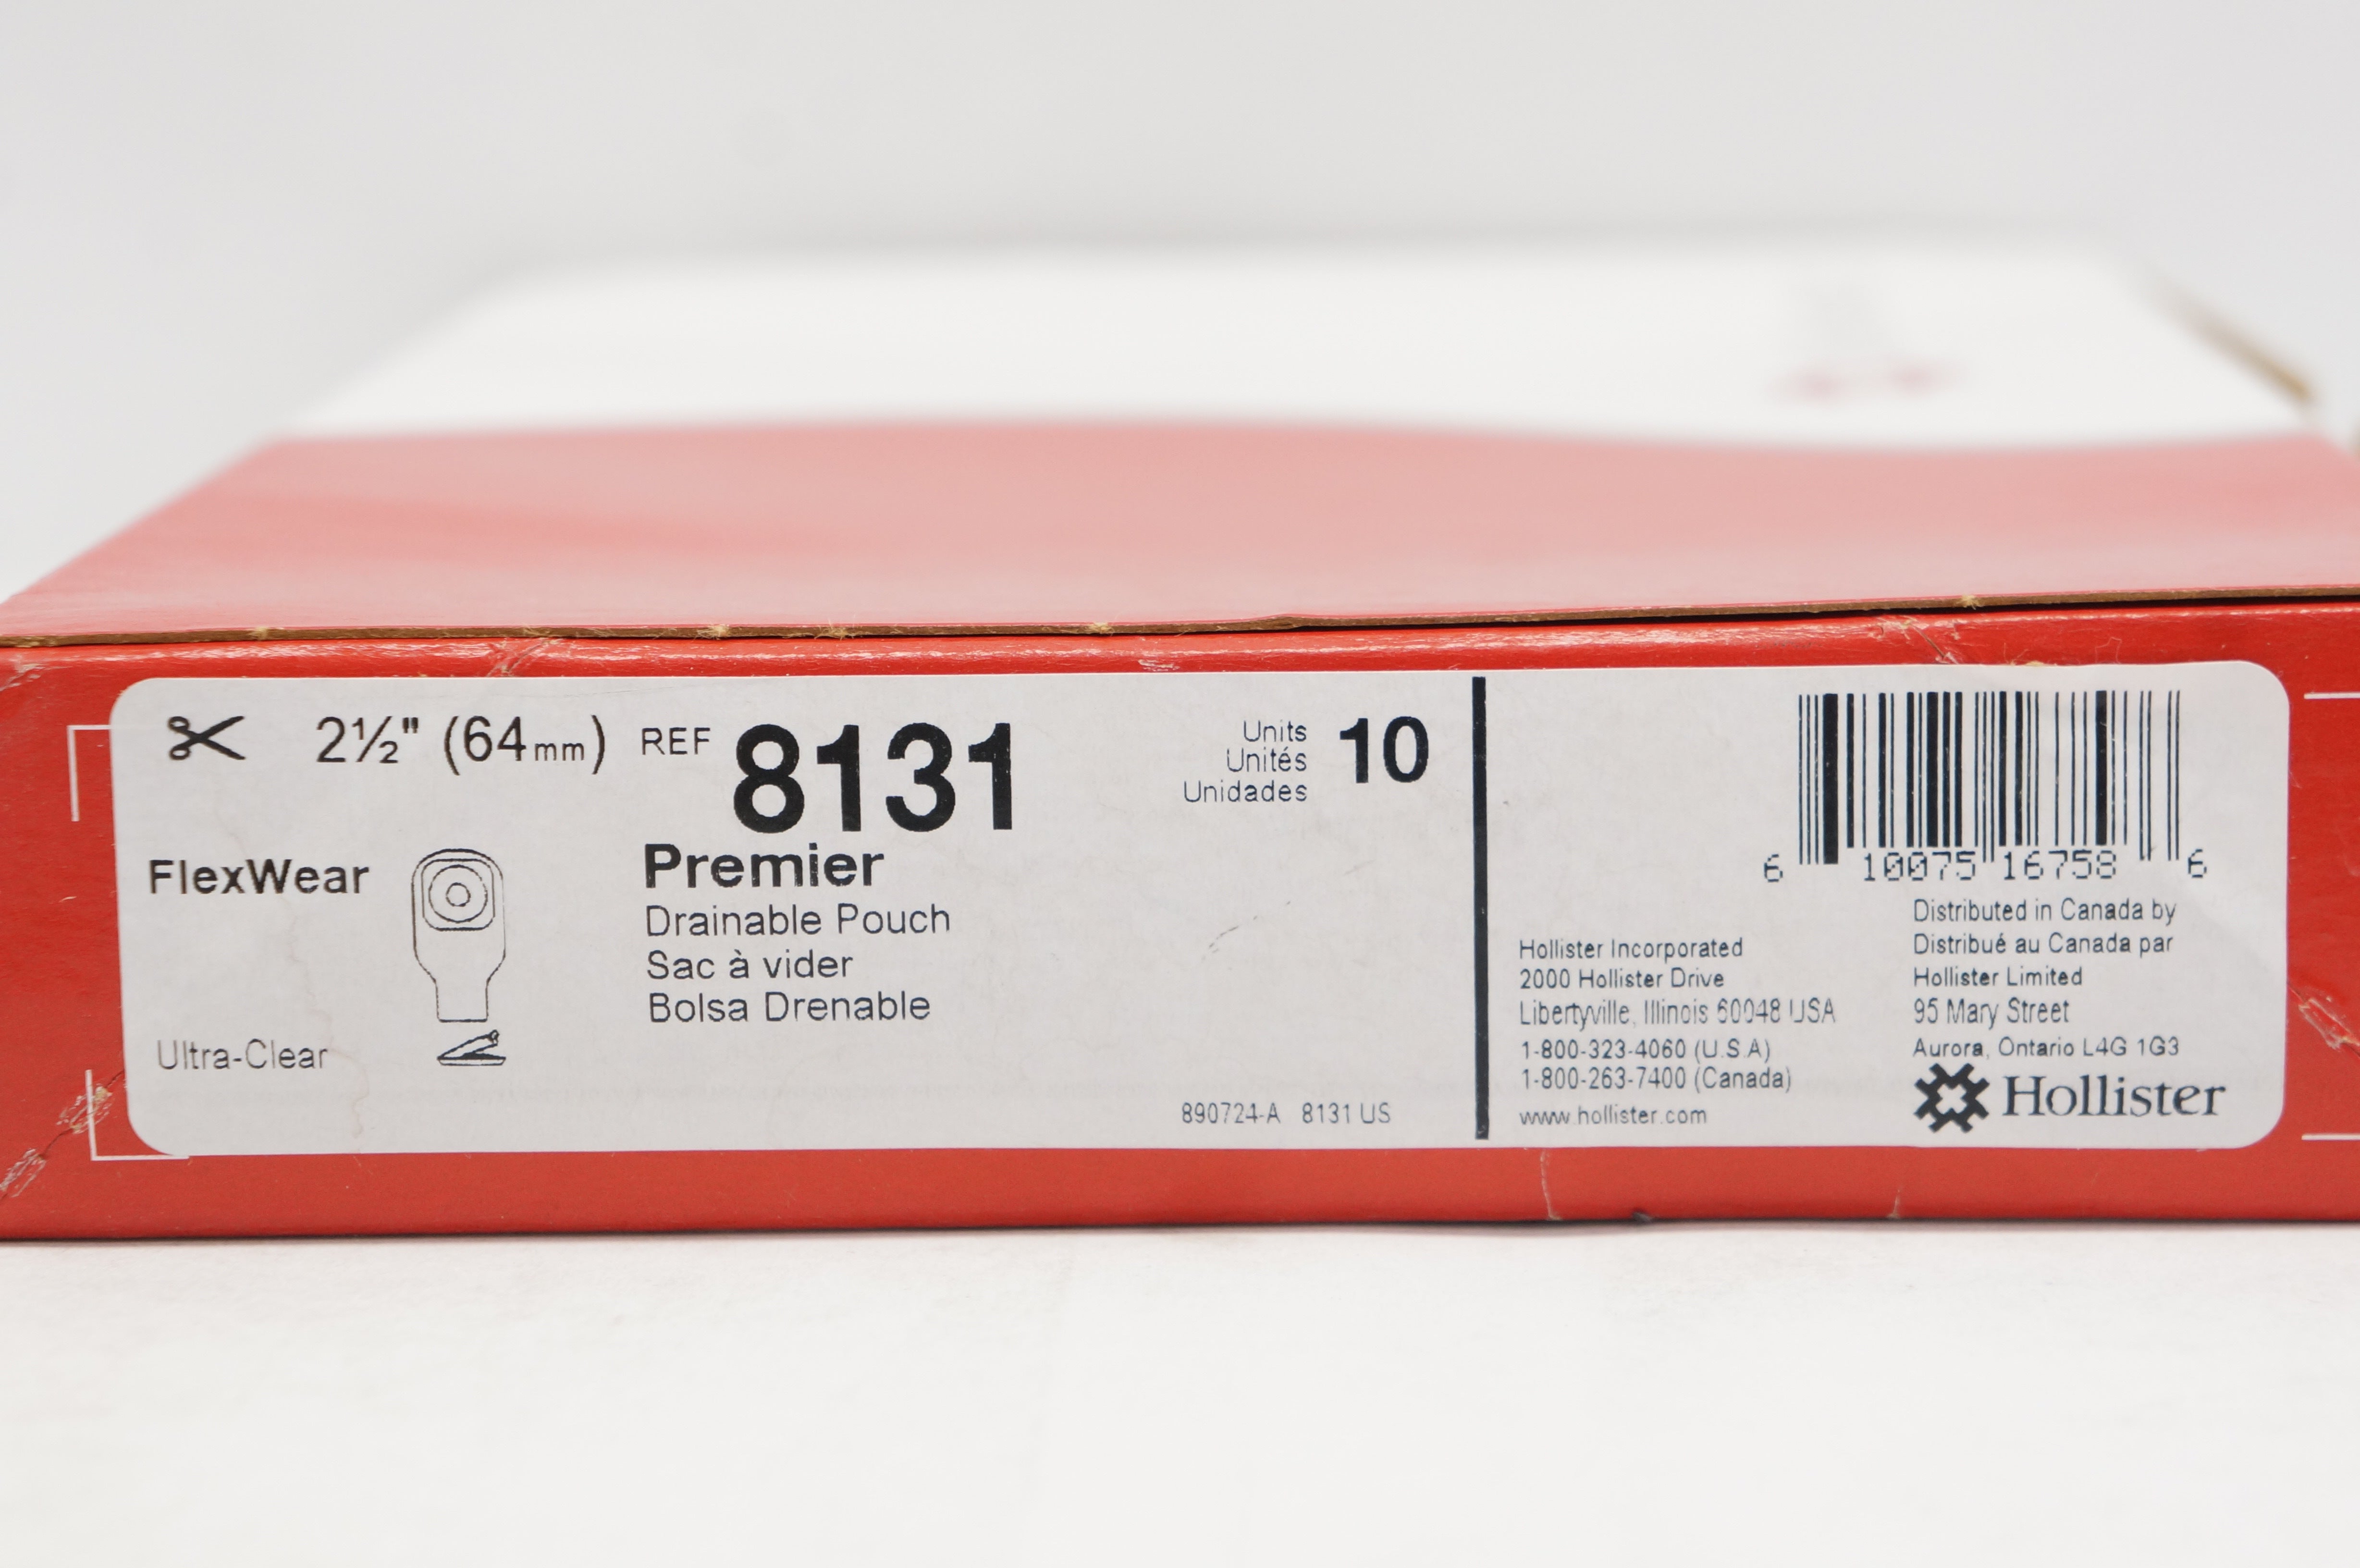 2½" (64mm)
REF 8131
Units
Unités
Unidades
10
FlexWear
Premier
Drainable Pouch
Sac à vider
Bolsa Drenable
Ultra-Clear
890724-A 8131 US
6 10075 16758 6
Hollister Incorporated
2000 Hollister Drive
Libertyville, Illinois 60048 USA
1-800-323-4060 (U.S.A)
1-800-263-7400 (Canada)
www.hollister.com
Distributed in Canada by
Distribué au Canada par
Hollister Limited
95 Mary Street
Aurora, Ontario L4G 1G3
Hollister